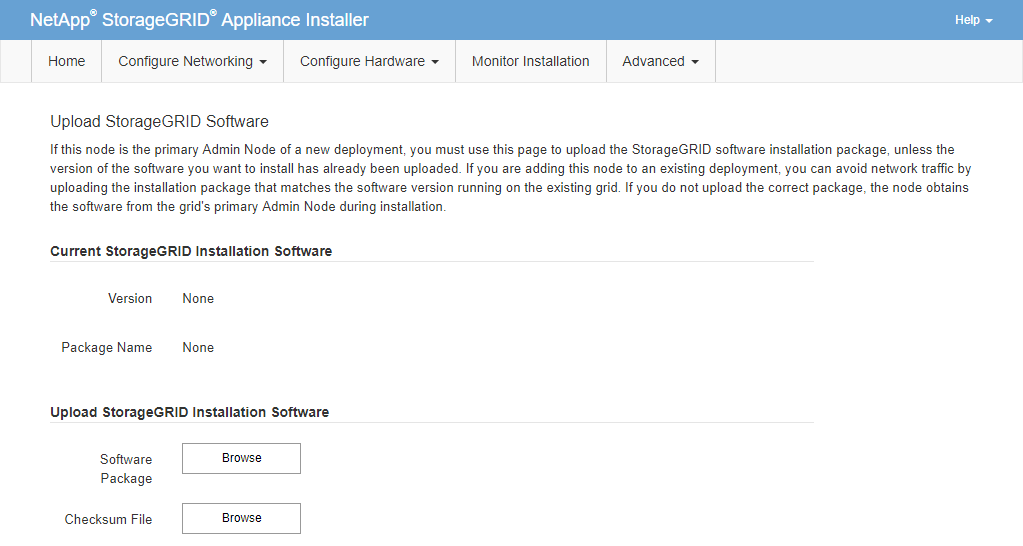 NetApp® StorageGRID® Appliance Installer
Help
Home
Configure Networking
Configure Hardware
Monitor Installation
Advanced
Upload StorageGRID Software
If this node is the primary Admin Node of a new deployment, you must use this page to upload the StorageGRID software installation package, unless the
version of the software you want to install has already been uploaded. If you are adding this node to an existing deployment, you can avoid network traffic by
uploading the installation package that matches the software version running on the existing grid. If you do not upload the correct package, the node obtains
the software from the grid's primary Admin Node during installation.
Current StorageGRID Installation Software
Version None
Package Name None
Upload StorageGRID Installation Software
Software
Package
Browse
Checksum File Browse